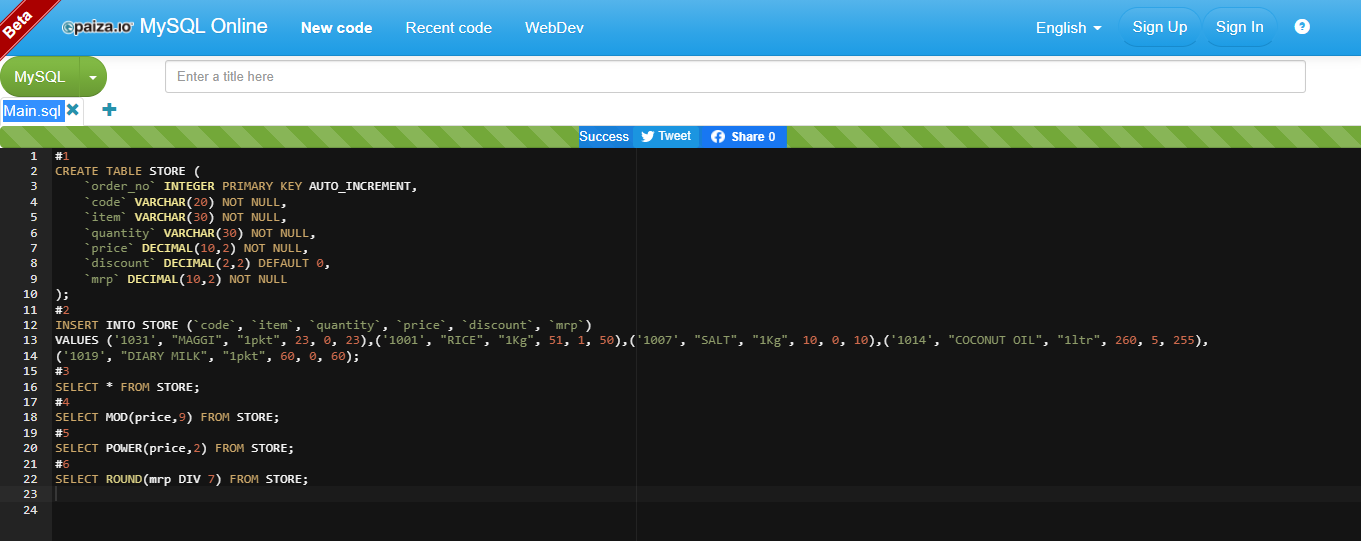 Beta
paiza.io MySQL Online New code Recent code WebDev English Sign Up Sign In ?
MySQL Enter a title here
Main.sql
Success Tweet Share 0
1 #1
2 CREATE TABLE STORE (
3 `order_no` INTEGER PRIMARY KEY AUTO_INCREMENT,
4 `code` VARCHAR(20) NOT NULL,
5 `item` VARCHAR(30) NOT NULL,
6 `quantity` VARCHAR(30) NOT NULL,
7 `price` DECIMAL(10,2) NOT NULL,
8 `discount` DECIMAL(2,2) DEFAULT 0,
9 `mrp` DECIMAL(10,2) NOT NULL
10 );
11 #2
12 INSERT INTO STORE (`code`, `item`, `quantity`, `price`, `discount`, `mrp`)
13 VALUES ('1031', "MAGGI", "1pkt", 23, 0, 23),('1001', "RICE", "1Kg", 51, 1, 50),('1007', "SALT", "1Kg", 10, 0, 10),('1014', "COCONUT OIL", "1ltr", 260, 5, 255),
14 ('1019', "DIARY MILK", "1pkt", 60, 0, 60);
15 #3
16 SELECT * FROM STORE;
17 #4
18 SELECT MOD(price,9) FROM STORE;
19 #5
20 SELECT POWER(price,2) FROM STORE;
21 #6
22 SELECT ROUND(mrp DIV 7) FROM STORE;
23
24